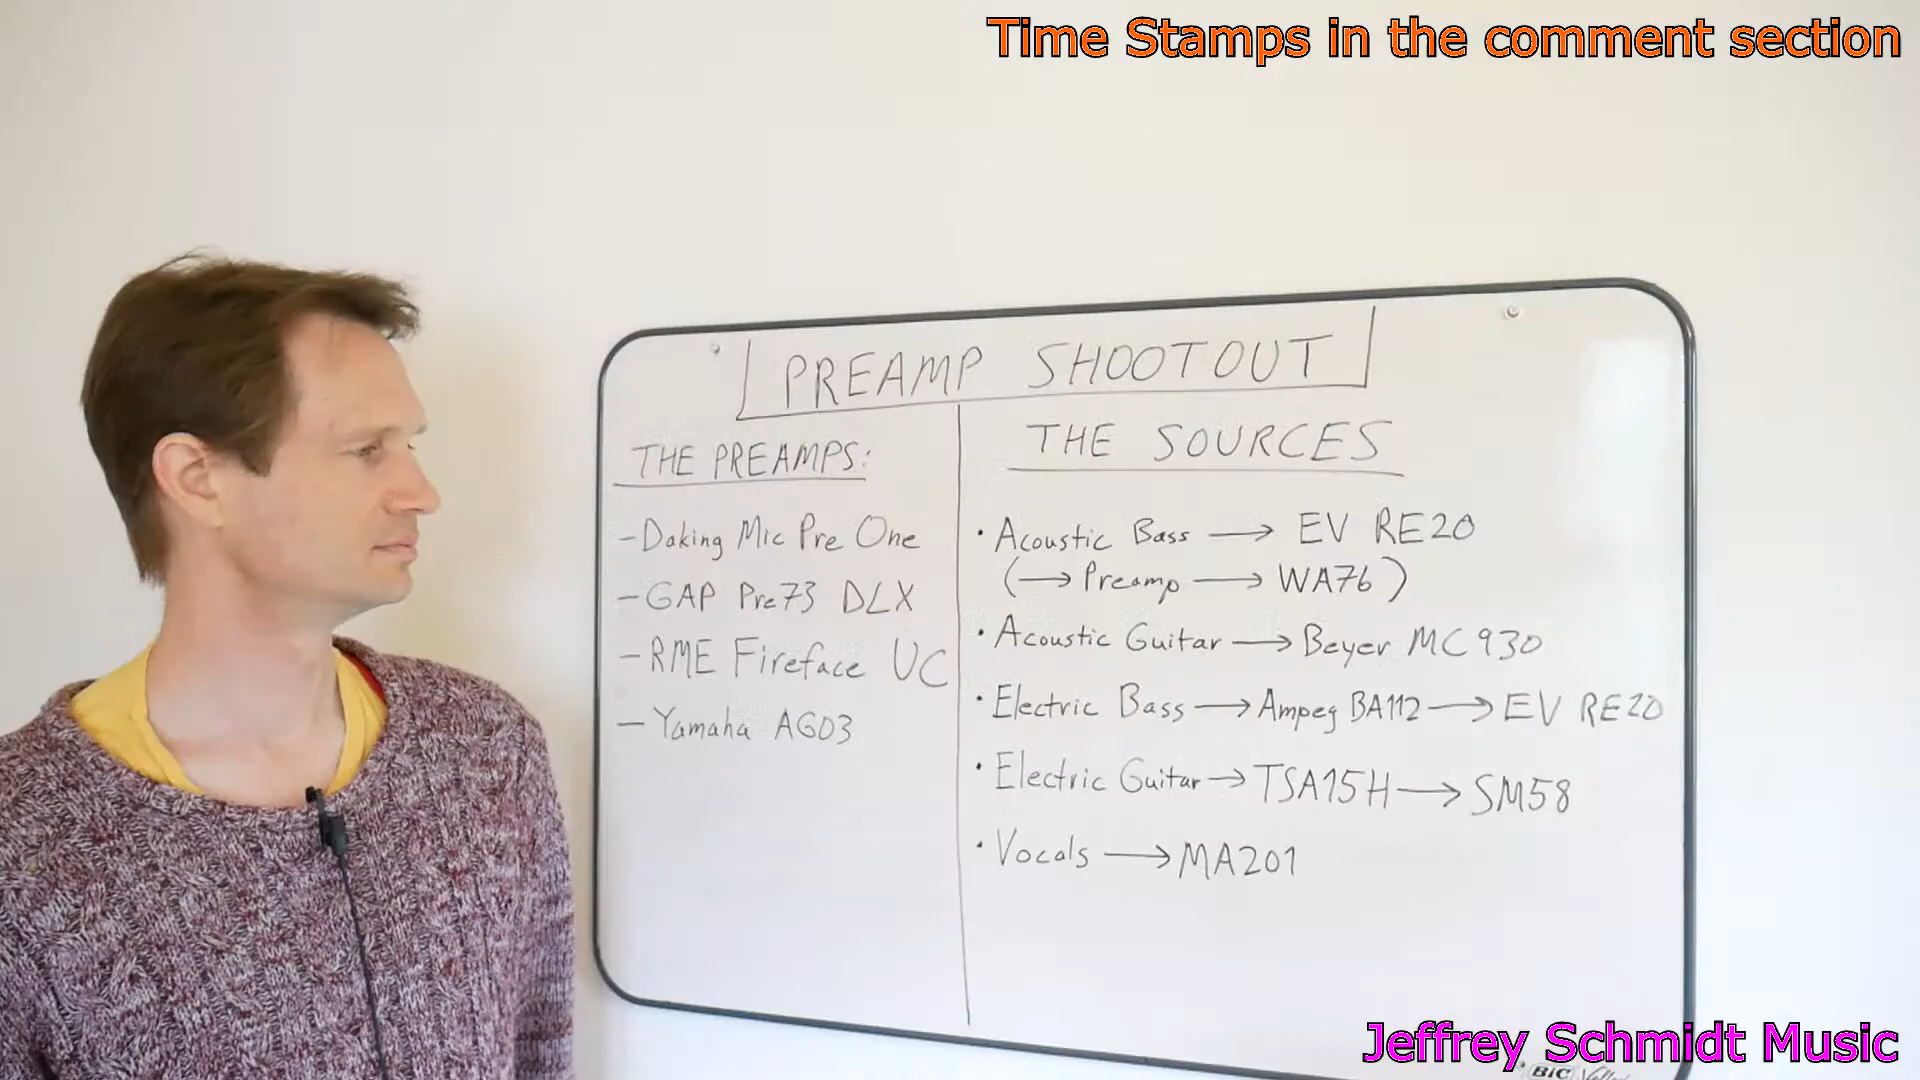 Time Stamps in the comment section
PREAMP SHOOTOUT
THE PREAMPS:
- Daking Mic Pre One
- GAP Pre73 DLX
- RME Fireface UC
- Yamaha AG03
THE SOURCES
• Acoustic Bass → EV RE20
(→ Preamp → WA76)
• Acoustic Guitar → Beyer MC930
• Electric Bass → Ampeg BA112 → EV RE20
• Electric Guitar → TSA15H → SM58
• Vocals → MA201
Jeffrey Schmidt Music
BIC